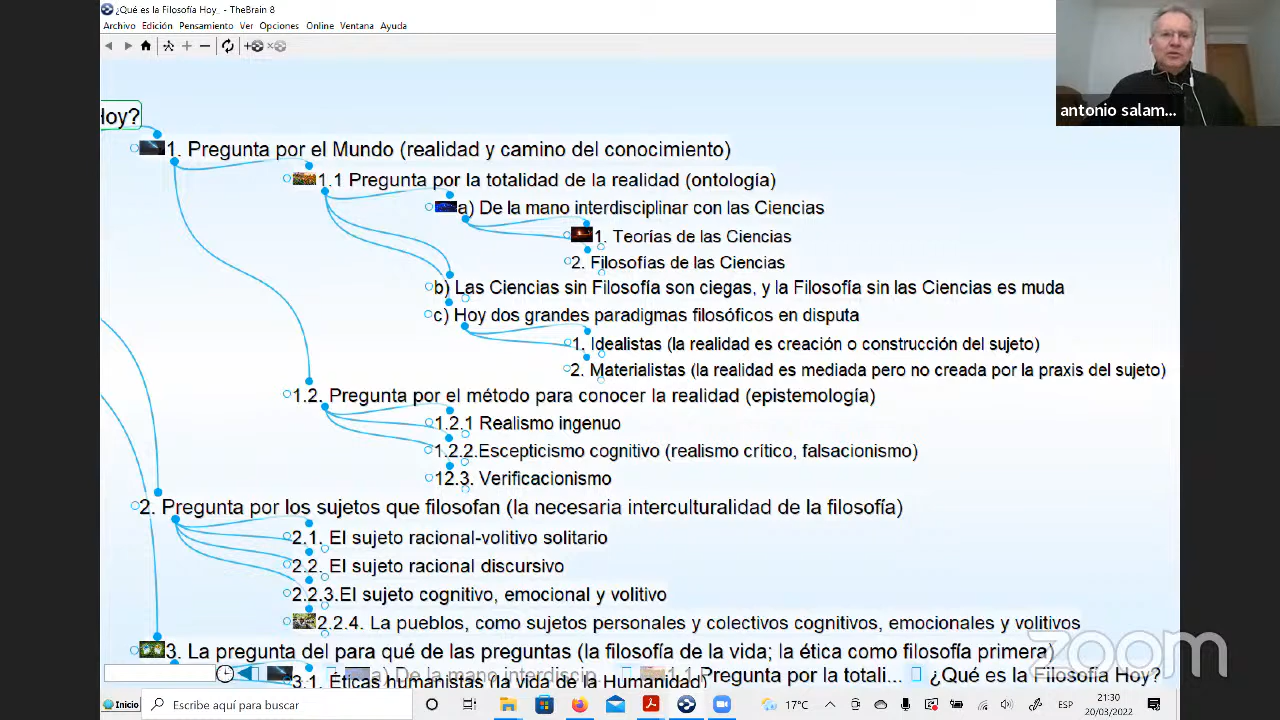 ¿Qué es la Filosofía Hoy_ - TheBrain 8
Archivo Edición Pensamiento Ver Opciones Online Ventana Ayuda
antonio salam...
Hoy?
1. Pregunta por el Mundo (realidad y camino del conocimiento)
1.1 Pregunta por la totalidad de la realidad (ontología)
a) De la mano interdisciplinar con las Ciencias
1. Teorías de las Ciencias
2. Filosofías de las Ciencias
b) Las Ciencias sin Filosofía son ciegas, y la Filosofía sin las Ciencias es muda
c) Hoy dos grandes paradigmas filosóficos en disputa
1. Idealistas (la realidad es creación o construcción del sujeto)
2. Materialistas (la realidad es mediada pero no creada por la praxis del sujeto)
1.2. Pregunta por el método para conocer la realidad (epistemología)
1.2.1 Realismo ingenuo
1.2.2.Escepticismo cognitivo (realismo crítico, falsacionismo)
12.3. Verificacionismo
2. Pregunta por los sujetos que filosofan (la necesaria interculturalidad de la filosofía)
2.1. El sujeto racional-volitivo solitario
2.2. El sujeto racional discursivo
2.2.3.El sujeto cognitivo, emocional y volitivo
2.2.4. La pueblos, como sujetos personales y colectivos cognitivos, emocionales y volitivos
3. La pregunta del para qué de las preguntas (la filosofía de la vida; la ética como filosofía primera)
zoom
a) De la mano interdiscip... 1.1 Pregunta por la totali... ¿Qué es la Filosofía Hoy?
3.1. Éticas humanistas (la vida de la Humanidad)
Inicio Escribe aquí para buscar 17°C ESP 21:30
20/03/2022